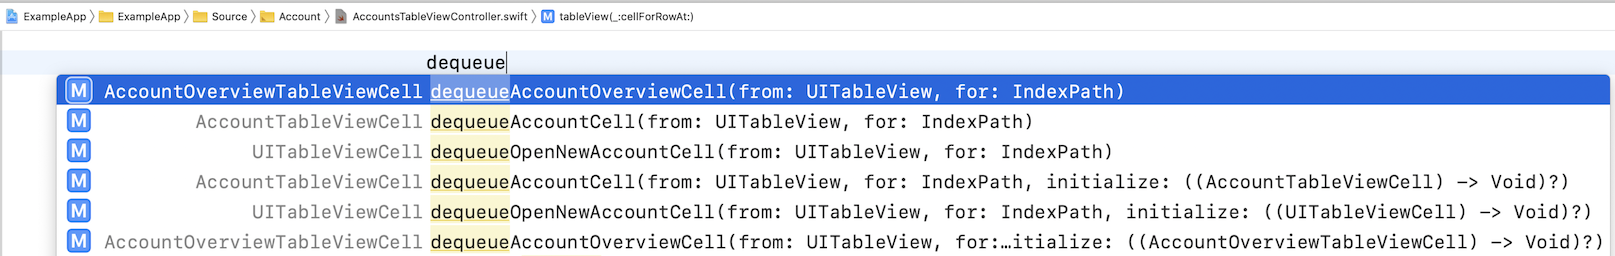 ExampleApp ExampleApp Source Account AccountsTableViewController.swift M tableView(_:cellForRowAt:)
dequeue
M AccountOverviewTableViewCell dequeueAccountOverviewCell(from: UITableView, for: IndexPath)
M AccountTableViewCell dequeueAccountCell(from: UITableView, for: IndexPath)
M UITableViewCell dequeueOpenNewAccountCell(from: UITableView, for: IndexPath)
M AccountTableViewCell dequeueAccountCell(from: UITableView, for: IndexPath, initialize: ((AccountTableViewCell) -> Void)?)
M UITableViewCell dequeueOpenNewAccountCell(from: UITableView, for: IndexPath, initialize: ((UITableViewCell) -> Void)?)
M AccountOverviewTableViewCell dequeueAccountOverviewCell(from: UITableView, for:…itialize: ((AccountOverviewTableViewCell) -> Void)?)